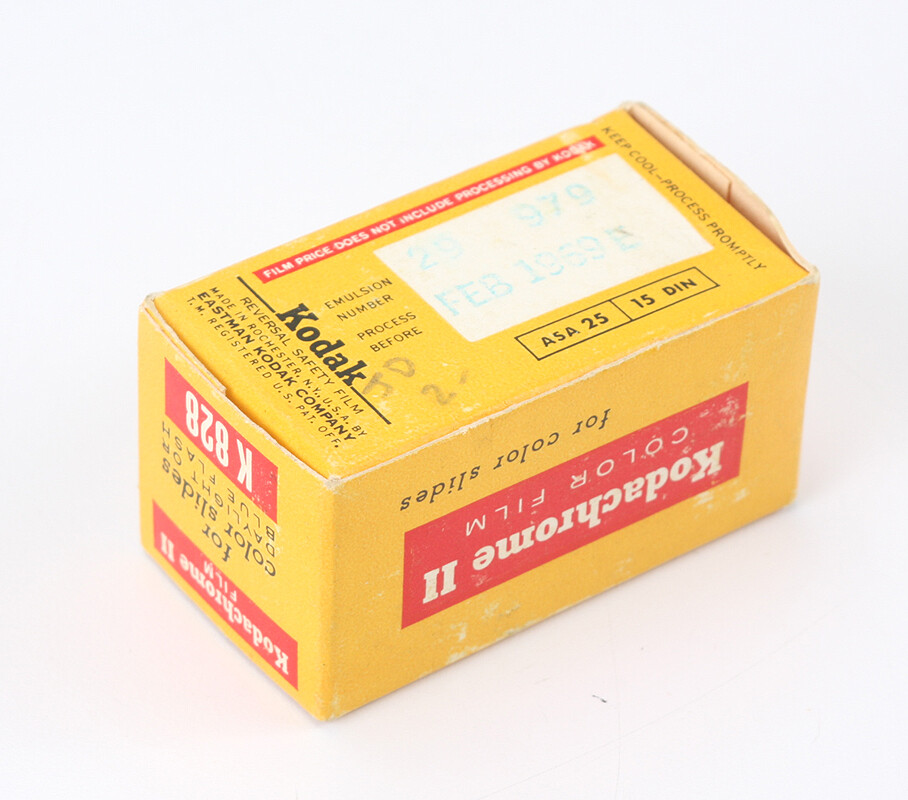 FILM PRICE DOES NOT INCLUDE PROCESSING BY KODAK
KEEP COOL—PROCESS PROMPTLY
EMULSION
NUMBER
979
PROCESS
BEFORE
FEB 1969
ASA 25 15 DIN
Kodak
REVERSAL SAFETY FILM
MADE IN ROCHESTER, N.Y., U.S.A. BY
EASTMAN KODAK COMPANY
T.M. REGISTERED U.S. PAT. OFF.
Kodachrome II
COLOR FILM
for color slides
Kodachrome II
FILM
for
color slides
DAYLIGHT OR
BLUE FLASH
K 828